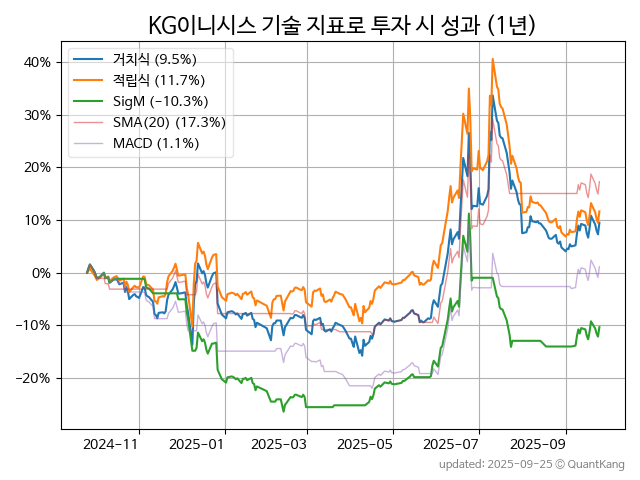 KG이니시스 기술 지표로 투자 시 성과 (1년)
거치식 (9.5%)
적립식 (11.7%)
SigM (−10.3%)
SMA(20) (17.3%)
MACD (1.1%)
40%
30%
20%
10%
0%
−10%
−20%
2024-11 2025-01 2025-03 2025-05 2025-07 2025-09
updated: 2025-09-25 © QuantKang